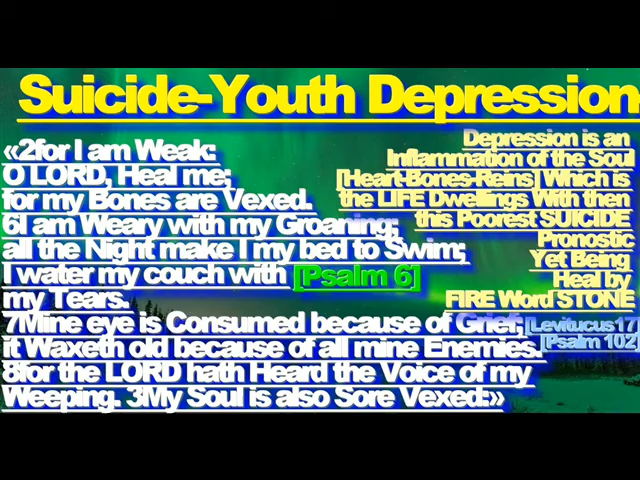 Suicide-Youth Depression
«2for I am Weak:
O LORD, Heal me;
for my Bones are Vexed.
6I am Weary with my Groaning;
all the Night make I my bed to Swim;
I water my couch with [Psalm 6]
my Tears.
7Mine eye is Consumed because of Grief;
it Waxeth old because of all mine Enemies.
8for the LORD hath Heard the Voice of my
Weeping. 3My Soul is also Sore Vexed:»
Depression is an
Inflammation of the Soul
[Heart-Bones-Reins] Which is
the LIFE Dwellings With then
this Poorest SUICIDE
Pronostic
Yet Being
Heal by
FIRE Word STONE
[Levitucus17]
[Psalm 102]